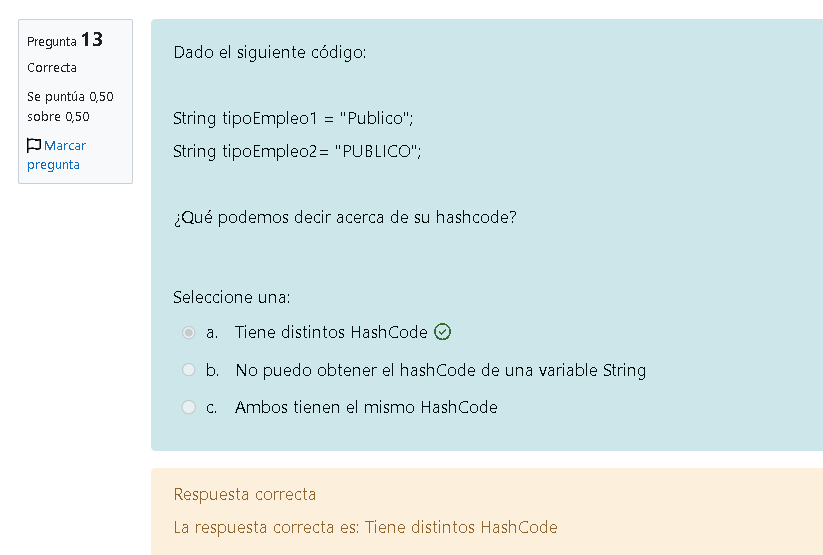 Pregunta 13
Correcta
Se puntúa 0,50
sobre 0,50
Marcar
pregunta
Dado el siguiente código:
String tipoEmpleo1 = "Publico";
String tipoEmpleo2= "PUBLICO";
¿Qué podemos decir acerca de su hashcode?
Seleccione una:
a. Tiene distintos HashCode
b. No puedo obtener el hashCode de una variable String
c. Ambos tienen el mismo HashCode
Respuesta correcta
La respuesta correcta es: Tiene distintos HashCode